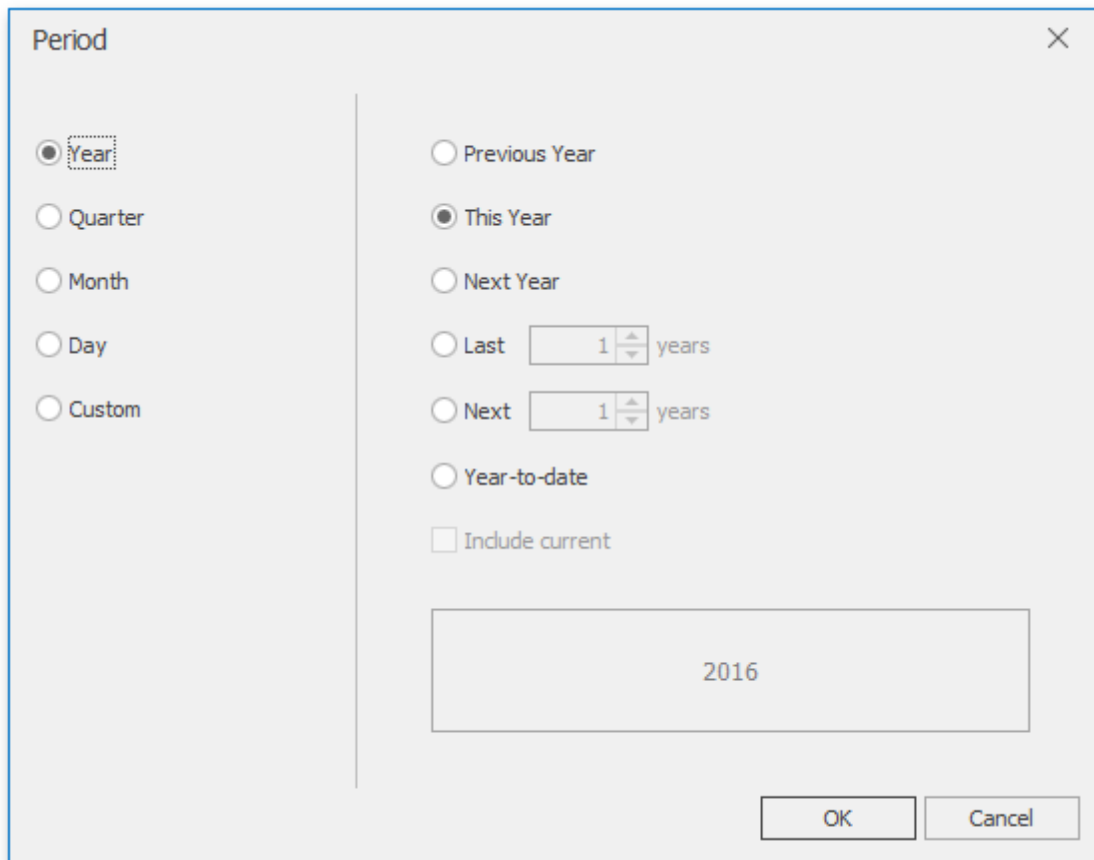 Period
Year
Quarter
Month
Day
Custom
Previous Year
This Year
Next Year
Last 1 years
Next 1 years
Year-to-date
Include current
2016
OK Cancel